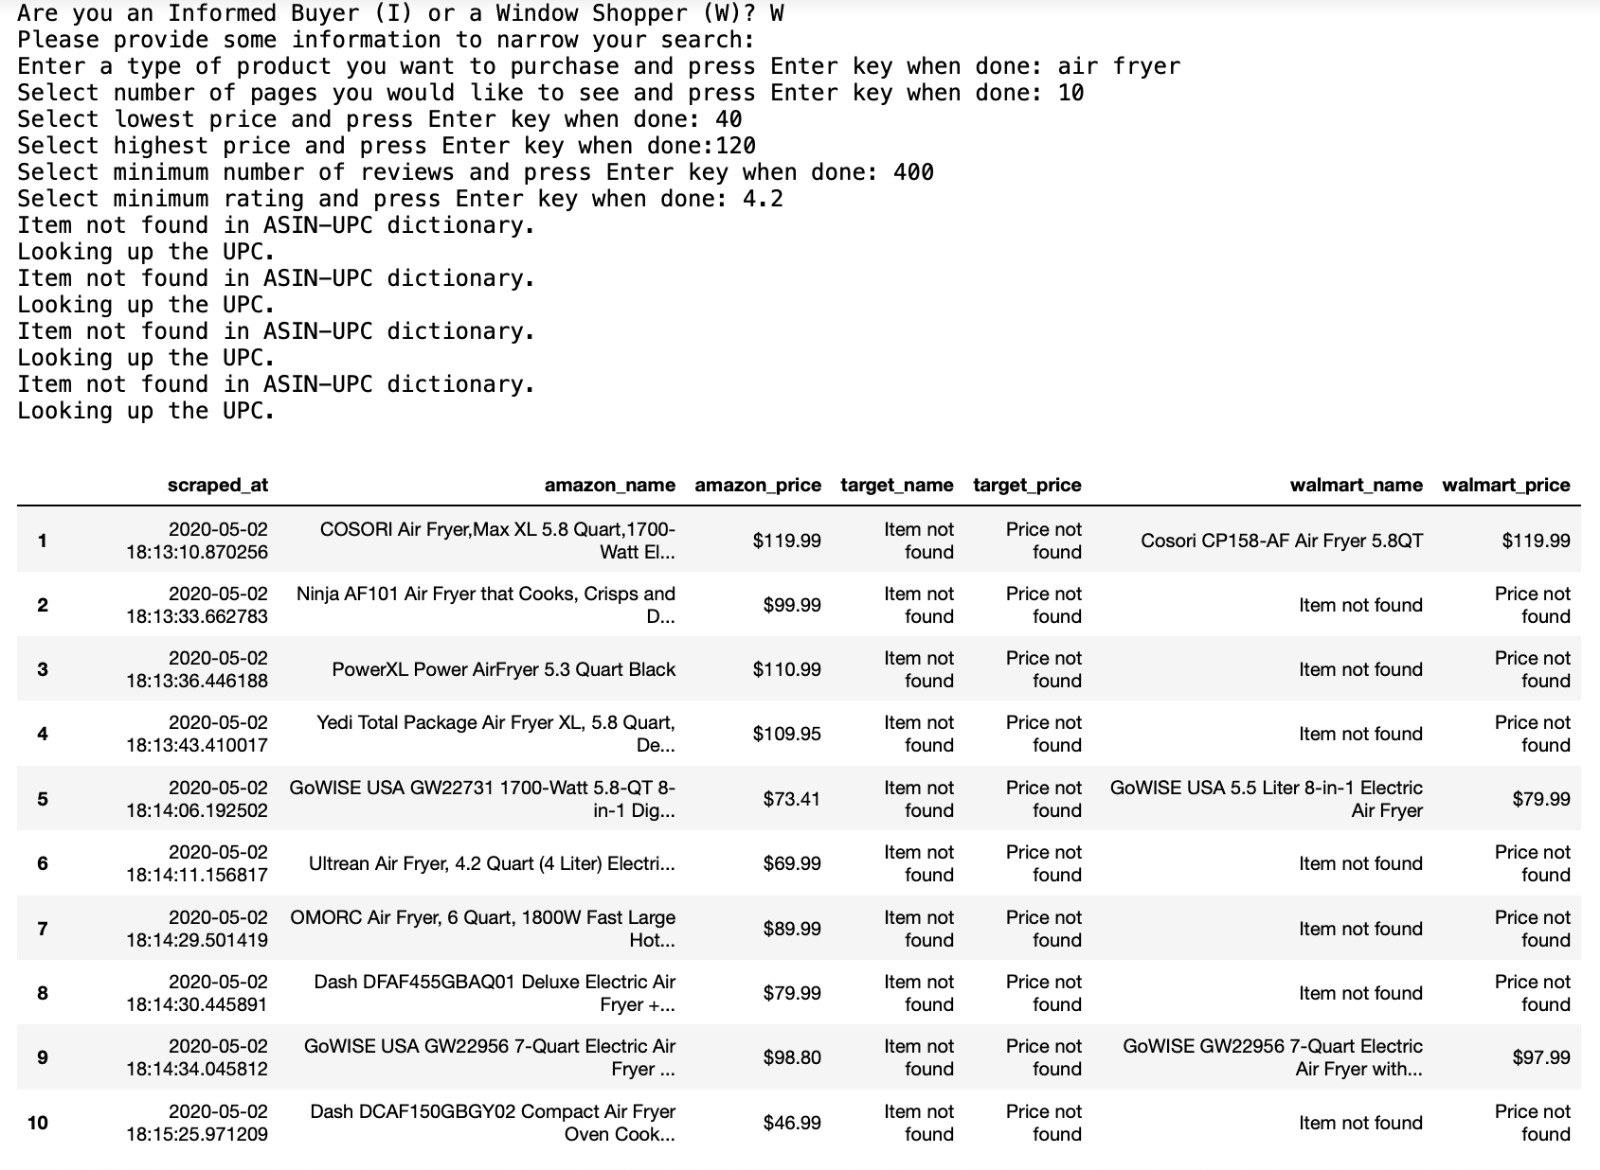 Are you an Informed Buyer (I) or a Window Shopper (W)? W
Please provide some information to narrow your search:
Enter a type of product you want to purchase and press Enter key when done: air fryer
Select number of pages you would like to see and press Enter key when done: 10
Select lowest price and press Enter key when done: 40
Select highest price and press Enter key when done:120
Select minimum number of reviews and press Enter key when done: 400
Select minimum rating and press Enter key when done: 4.2
Item not found in ASIN-UPC dictionary.
Looking up the UPC.
Item not found in ASIN-UPC dictionary.
Looking up the UPC.
Item not found in ASIN-UPC dictionary.
Looking up the UPC.
Item not found in ASIN-UPC dictionary.
Looking up the UPC.
scraped_at amazon_name amazon_price target_name target_price walmart_name walmart_price
1 2020-05-02 18:13:10.870256 COSORI Air Fryer,Max XL 5.8 Quart,1700-Watt El... $119.99 Item not found Price not found Cosori CP158-AF Air Fryer 5.8QT $119.99
2 2020-05-02 18:13:33.662783 Ninja AF101 Air Fryer that Cooks, Crisps and D... $99.99 Item not found Price not found Item not found Price not found
3 2020-05-02 18:13:36.446188 PowerXL Power AirFryer 5.3 Quart Black $110.99 Item not found Price not found Item not found Price not found
4 2020-05-02 18:13:43.410017 Yedi Total Package Air Fryer XL, 5.8 Quart, De... $109.95 Item not found Price not found Item not found Price not found
5 2020-05-02 18:14:06.192502 GoWISE USA GW22731 1700-Watt 5.8-QT 8-in-1 Dig... $73.41 Item not found Price not found GoWISE USA 5.5 Liter 8-in-1 Electric Air Fryer $79.99
6 2020-05-02 18:14:11.156817 Ultrean Air Fryer, 4.2 Quart (4 Liter) Electri... $69.99 Item not found Price not found Item not found Price not found
7 2020-05-02 18:14:29.501419 OMORC Air Fryer, 6 Quart, 1800W Fast Large Hot... $89.99 Item not found Price not found Item not found Price not found
8 2020-05-02 18:14:30.445891 Dash DFAF455GBAQ01 Deluxe Electric Air Fryer +... $79.99 Item not found Price not found Item not found Price not found
9 2020-05-02 18:14:34.045812 GoWISE USA GW22956 7-Quart Electric Air Fryer ... $98.80 Item not found Price not found GoWISE GW22956 7-Quart Electric Air Fryer with... $97.99
10 2020-05-02 18:15:25.971209 Dash DCAF150GBGY02 Compact Air Fryer Oven Cook... $46.99 Item not found Price not found Item not found Price not found